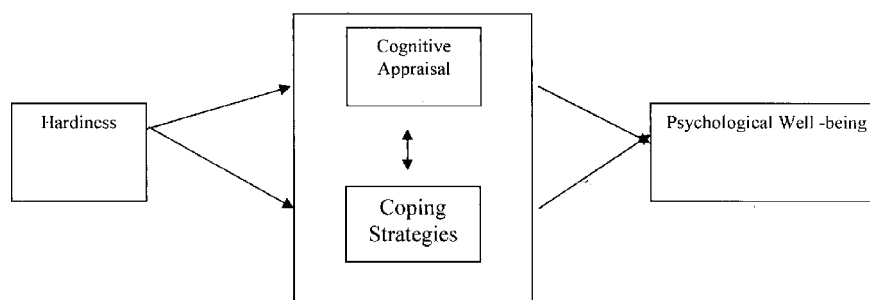 Cognitive
Appraisal
Hardiness
Psychological Well -being
Coping
Strategies